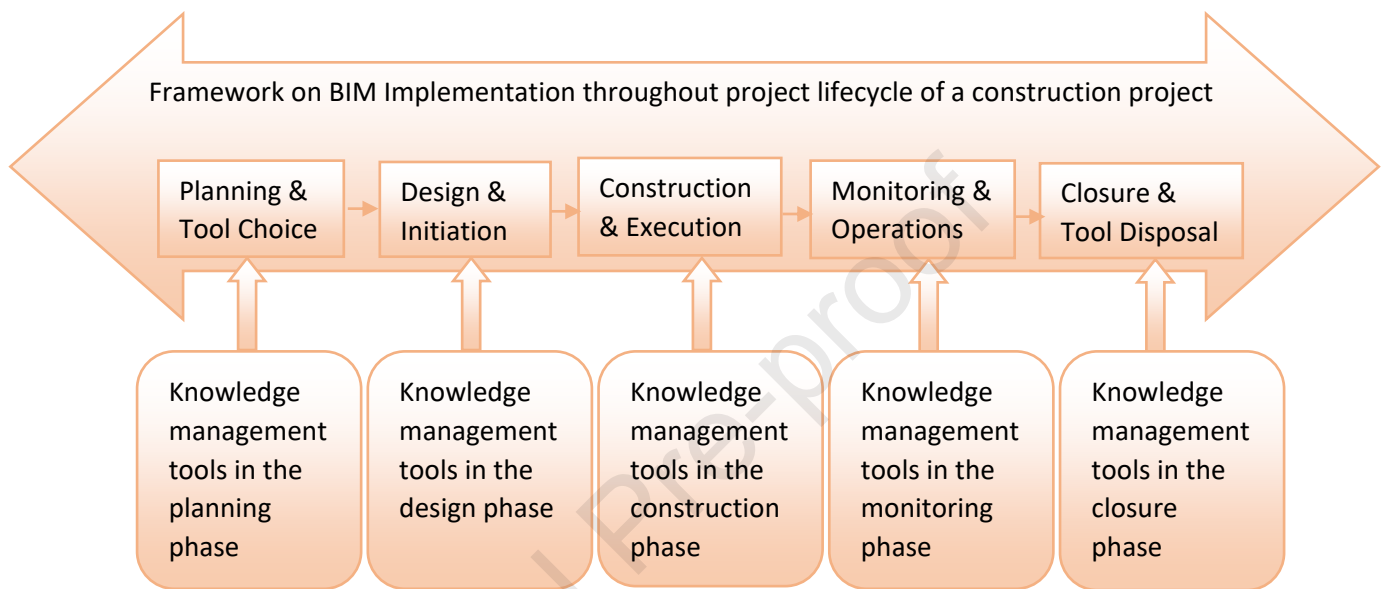 Framework on BIM Implementation throughout project lifecycle of a construction project
Planning &
Tool Choice
Design &
Initiation
Construction
& Execution
Monitoring &
Operations
Closure &
Tool Disposal
Knowledge
management
tools in the
planning
phase
Knowledge
management
tools in the
design phase
Knowledge
management
tools in the
construction
phase
Knowledge
management
tools in the
monitoring
phase
Knowledge
management
tools in the
closure
phase
Pre-proof